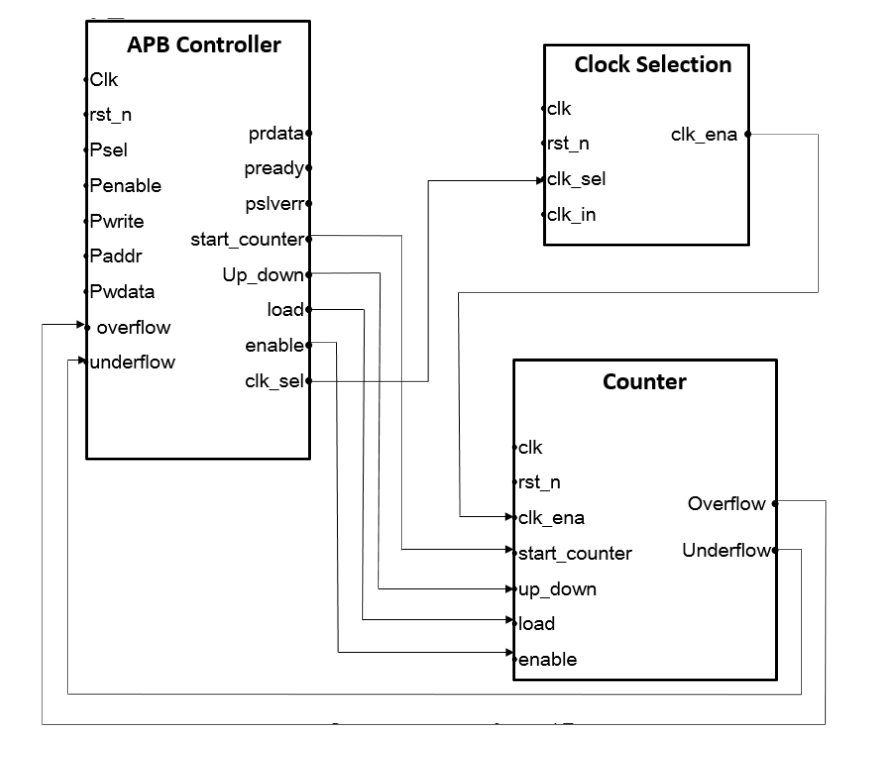 APB Controller
Clk
rst_n
Psel
Penable
Pwrite
Paddr
Pwdata
overflow
underflow
prdata
pready
pslverr
start_counter
Up_down
load
enable
clk_sel
Clock Selection
clk
rst_n
clk_sel
clk_in
clk_ena
Counter
clk
rst_n
clk_ena
start_counter
up_down
load
enable
Overflow
Underflow